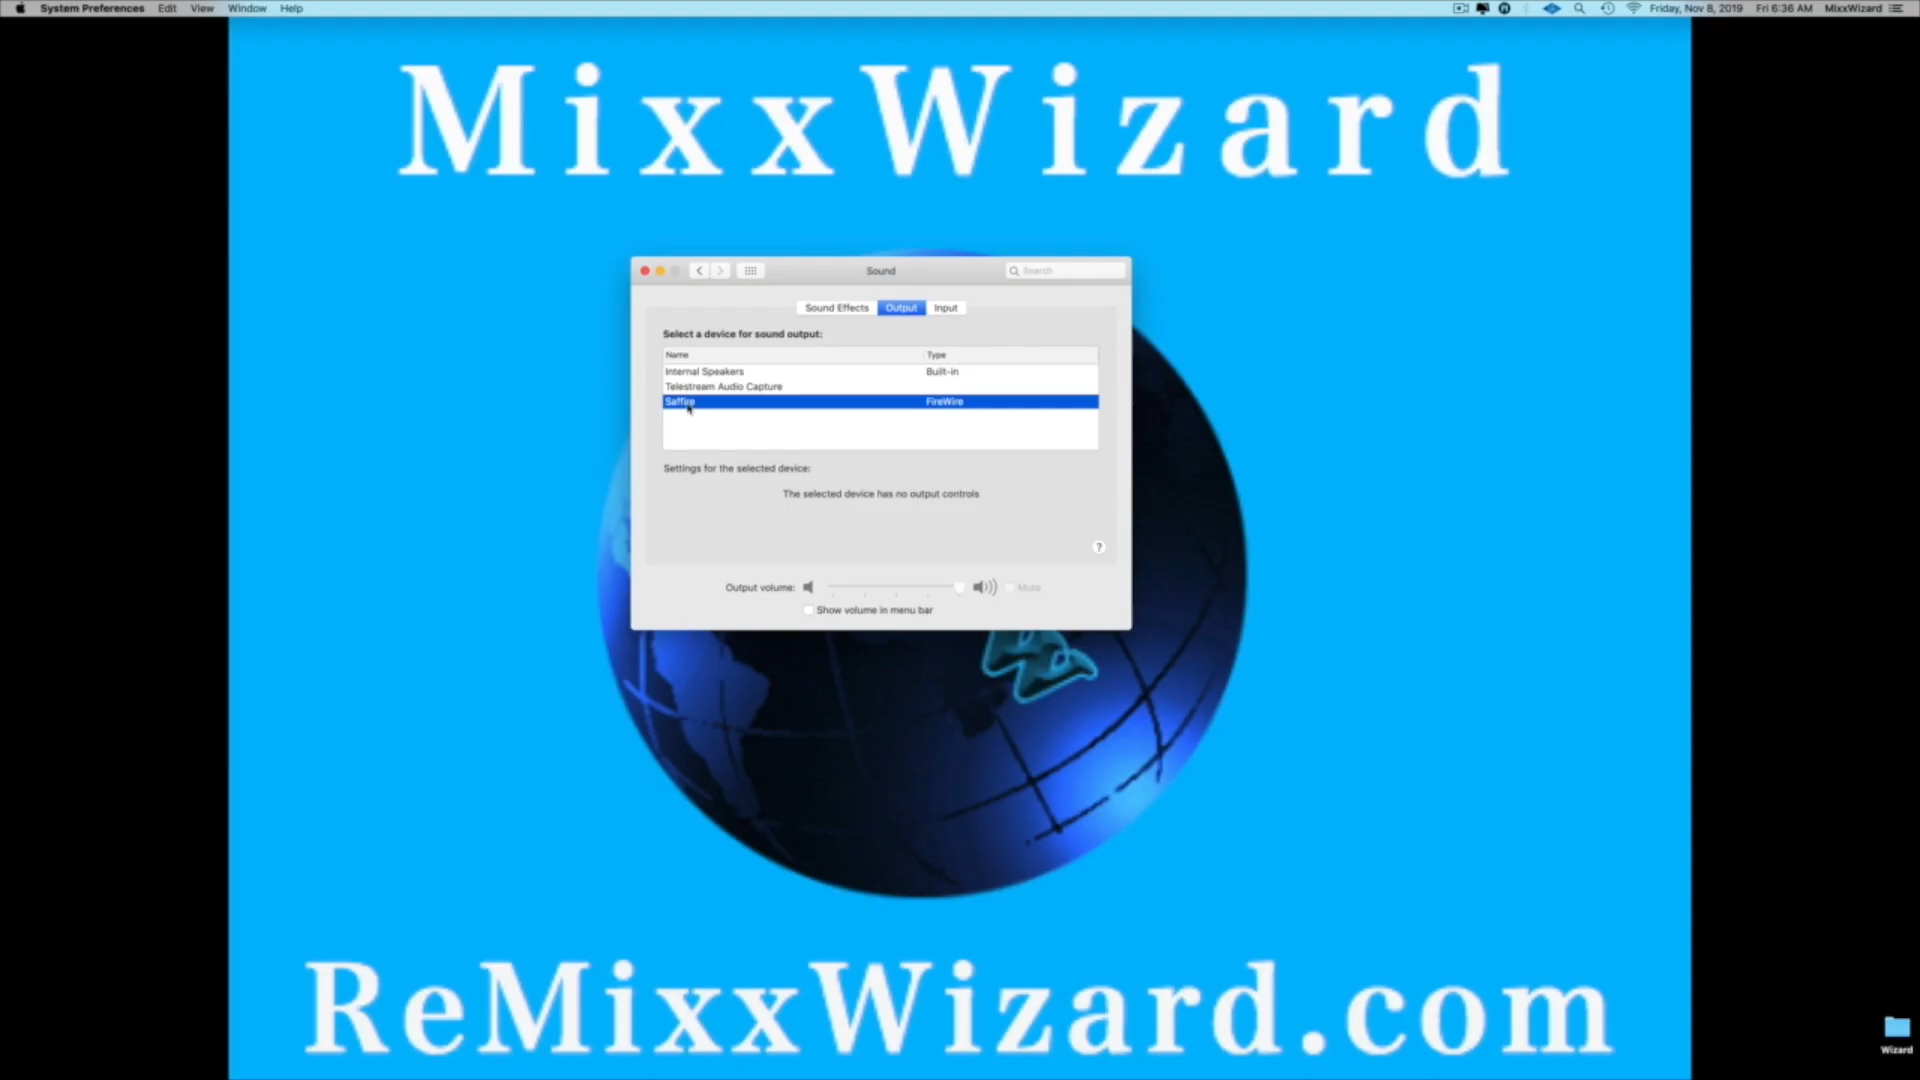 System Preferences Edit View Window Help
Friday, Nov 8, 2019 Fri 6:36 AM MixxWizard
MixxWizard
Sound
Search
Sound Effects Output Input
Select a device for sound output:
Name Type
Internal Speakers Built-in
Telestream Audio Capture
Saffire FireWire
Settings for the selected device:
The selected device has no output controls
?
Output volume: Mute
Show volume in menu bar
ReMixxWizard.com
Wizard